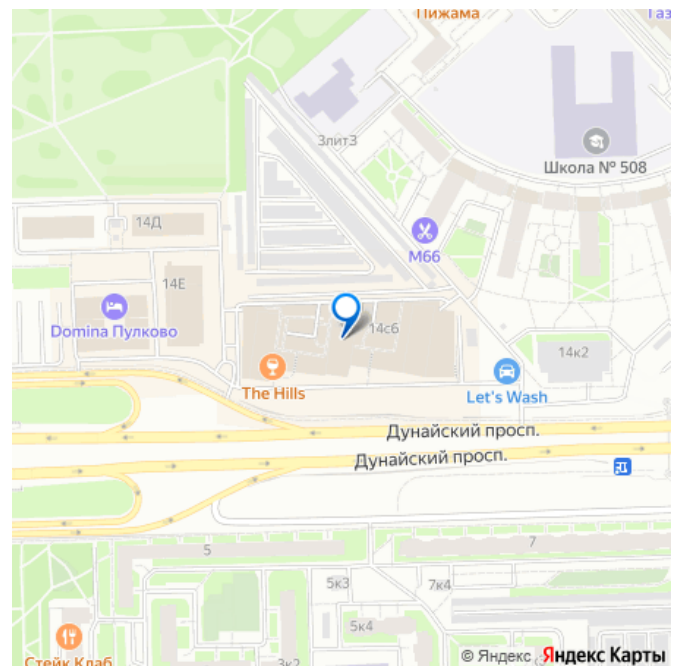 Пижама
Газ
3литЗ
Школа № 508
М66
14Д
14Е
Domina Пулково
14с6
The Hills
14к2
Let's Wash
Дунайский просп.
Дунайский просп.
5
7
5к3
7к4
5к4
3к2
Стейк Клаб
© Яндекс Яндекс Карты